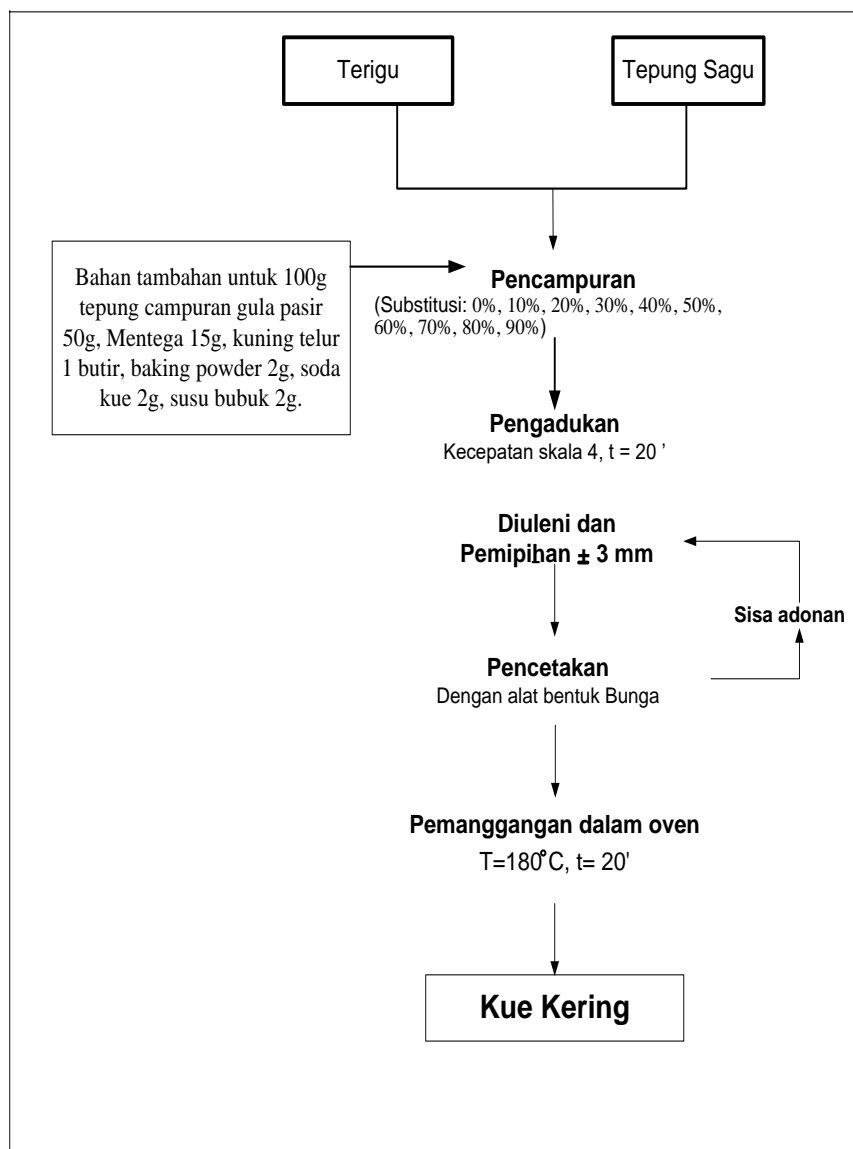 Terigu
Tepung Sagu
Bahan tambahan untuk 100g
tepung campuran gula pasir
50g, Mentega 15g, kuning telur
1 butir, baking powder 2g, soda
kue 2g, susu bubuk 2g.
Pencampuran
(Substitusi: 0%, 10%, 20%, 30%, 40%, 50%,
60%, 70%, 80%, 90%)
Pengadukan
Kecepatan skala 4, t = 20 ’
Diuleni dan
Pemipihan ± 3 mm
Sisa adonan
Pencetakan
Dengan alat bentuk Bunga
Pemanggangan dalam oven
T=180°C, t= 20'
Kue Kering